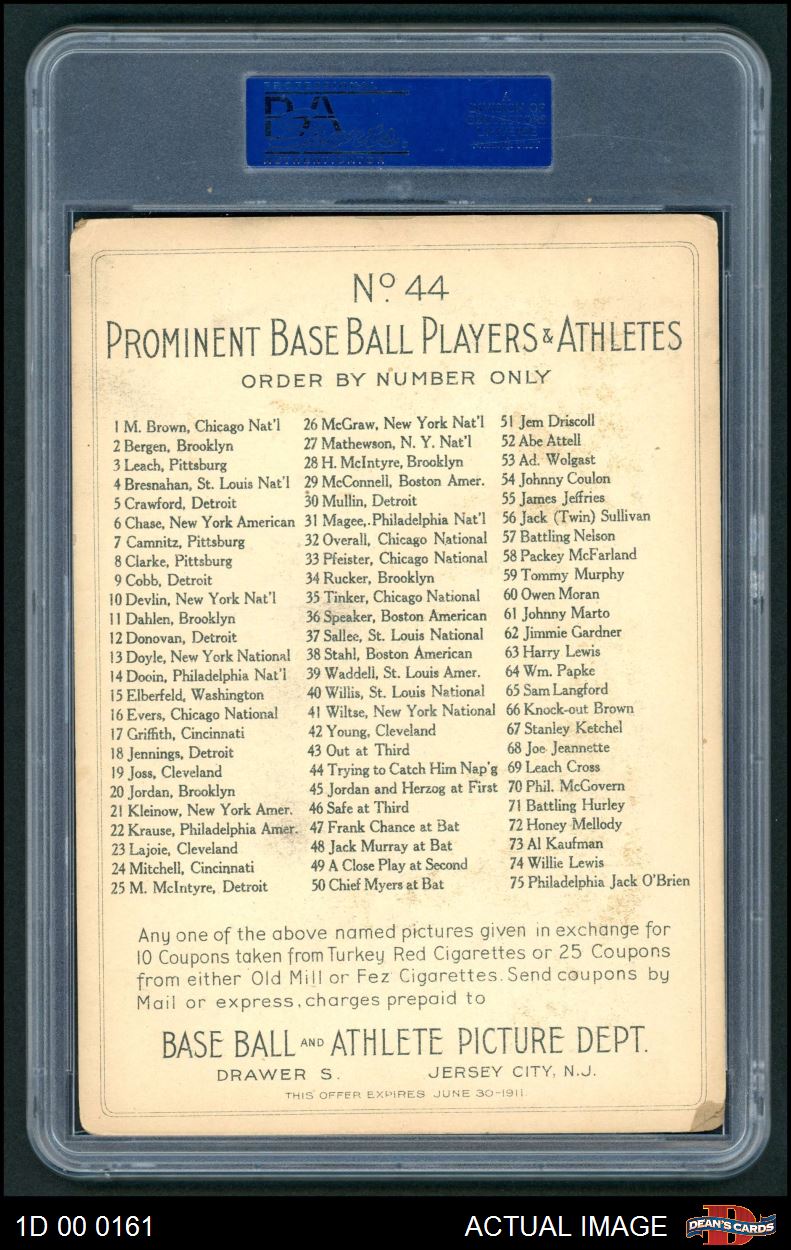 PROFESSIONAL
PSA
AUTHENTICATOR
A
DIVISION OF
COLLECTORS
UNIVERSE
No 44
PROMINENT BASE BALL PLAYERS & ATHLETES
ORDER BY NUMBER ONLY
1 M. Brown, Chicago Nat'l
2 Bergen, Brooklyn
3 Leach, Pittsburg
4 Bresnahan, St. Louis Nat'l
5 Crawford, Detroit
6 Chase, New York American
7 Camnitz, Pittsburg
8 Clarke, Pittsburg
9 Cobb, Detroit
10 Devlin, New York Nat'l
11 Dahlen, Brooklyn
12 Donovan, Detroit
13 Doyle, New York National
14 Dooin, Philadelphia Nat'l
15 Elberfeld, Washington
16 Evers, Chicago National
17 Griffith, Cincinnati
18 Jennings, Detroit
19 Joss, Cleveland
20 Jordan, Brooklyn
21 Kleinow, New York Amer.
22 Krause, Philadelphia Amer.
23 Lajoie, Cleveland
24 Mitchell, Cincinnati
25 M. McIntyre, Detroit
26 McGraw, New York Nat'l
27 Mathewson, N. Y. Nat'l
28 H. McIntyre, Brooklyn
29 McConnell, Boston Amer.
30 Mullin, Detroit
31 Magee, Philadelphia Nat'l
32 Overall, Chicago National
33 Pfeister, Chicago National
34 Rucker, Brooklyn
35 Tinker, Chicago National
36 Speaker, Boston American
37 Sallee, St. Louis National
38 Stahl, Boston American
39 Waddell, St. Louis Amer.
40 Willis, St. Louis National
41 Wiltse, New York National
42 Young, Cleveland
43 Out at Third
44 Trying to Catch Him Nap'g
45 Jordan and Herzog at First
46 Safe at Third
47 Frank Chance at Bat
48 Jack Murray at Bat
49 A Close Play at Second
50 Chief Myers at Bat
51 Jem Driscoll
52 Abe Attell
53 Ad. Wolgast
54 Johnny Coulon
55 James Jeffries
56 Jack (Twin) Sullivan
57 Battling Nelson
58 Packey McFarland
59 Tommy Murphy
60 Owen Moran
61 Johnny Marto
62 Jimmie Gardner
63 Harry Lewis
64 Wm. Papke
65 Sam Langford
66 Knock-out Brown
67 Stanley Ketchel
68 Joe Jeannette
69 Leach Cross
70 Phil. McGovern
71 Battling Hurley
72 Honey Mellody
73 Al Kaufman
74 Willie Lewis
75 Philadelphia Jack O'Brien
Any one of the above named pictures given in exchange for
10 Coupons taken from Turkey Red Cigarettes or 25 Coupons
from either Old Mill or Fez Cigarettes. Send coupons by
Mail or express, charges prepaid to
BASE BALL AND ATHLETE PICTURE DEPT.
DRAWER S. JERSEY CITY, N.J.
THIS OFFER EXPIRES JUNE 30-1911
1D 00 0161
ACTUAL IMAGE
DEAN'S CARDS